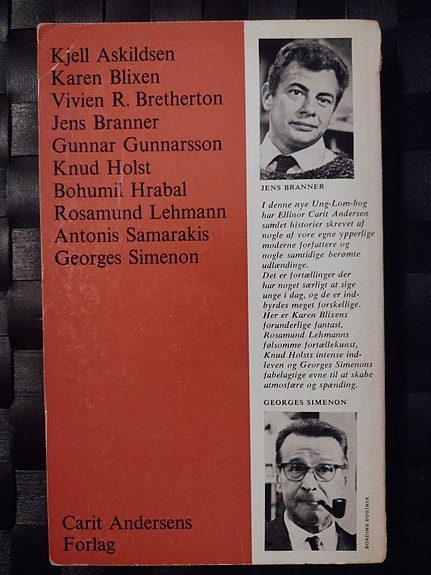 Kjell Askildsen
Karen Blixen
Vivien R. Bretherton
Jens Branner
Gunnar Gunnarsson
Knud Holst
Bohumil Hrabal
Rosamund Lehmann
Antonis Samarakis
Georges Simenon
Carit Andersens
Forlag
JENS BRANNER
I denne nye Ung-Lom-bog
har Ellinor Carit Andersen
samlet historier skrevet af
nogle af vore egne ypperlige
moderne forfattere og
nogle samtidige berømte
udlændinge.
Det er fortællinger der
har noget særligt at sige
unge i dag, og de er ind-
byrdes meget forskellige.
Her er Karen Blixens
forunderlige fantasi,
Rosamund Lehmanns
følsomme fortællekunst,
Knud Holsts intense ind-
leven og Georges Simenons
fabelagtige evne til at skabe
atmosfære og spænding.
GEORGES SIMENON
BORDING BOGTRYK